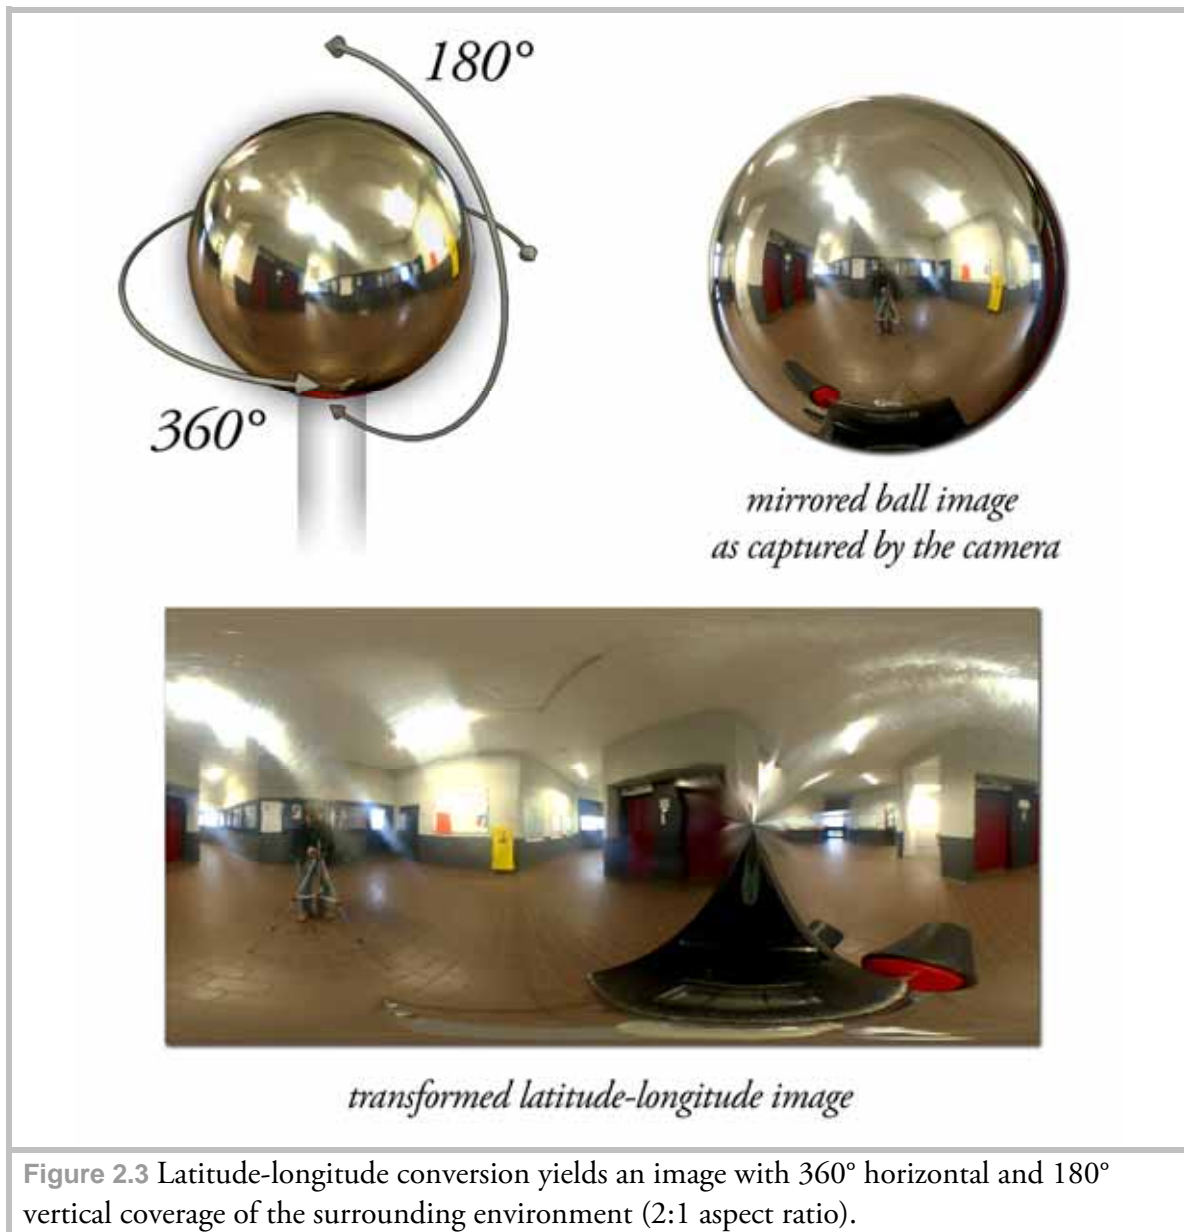 180°
360°
mirrored ball image
as captured by the camera
transformed latitude-longitude image
Figure 2.3 Latitude-longitude conversion yields an image with 360° horizontal and 180°
vertical coverage of the surrounding environment (2:1 aspect ratio).